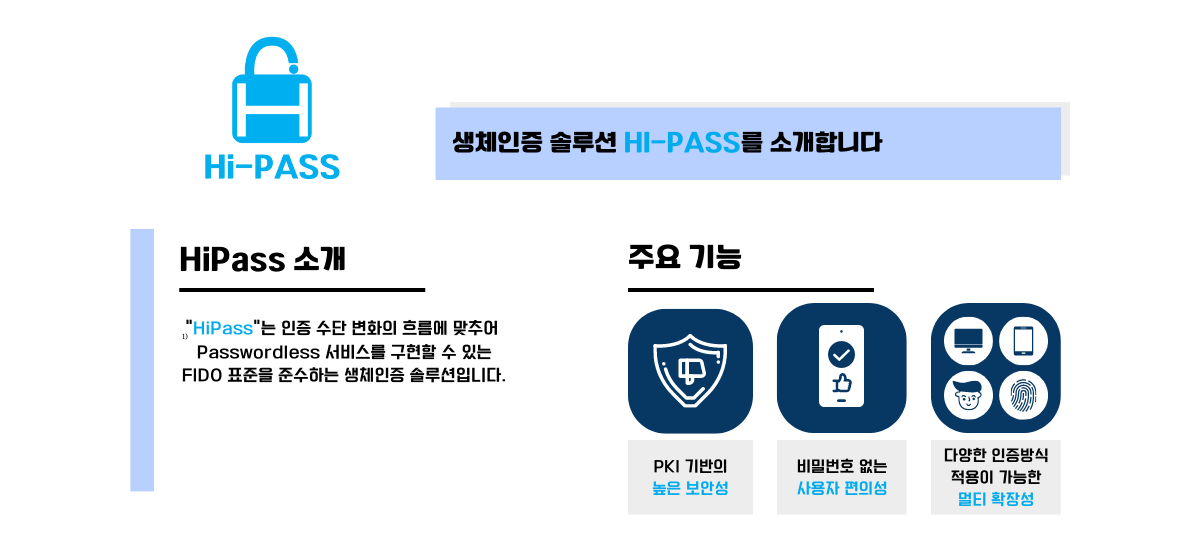 Hi-PASS
생체인증 솔루션 HI-PASS를 소개합니다
HiPass 소개
"HiPass"는 인증 수단 변화의 흐름에 맞추어
1)
Passwordless 서비스를 구현할 수 있는
FIDO 표준을 준수하는 생체인증 솔루션입니다.
주요 기능
PKI 기반의
높은 보안성
비밀번호 없는
사용자 편의성
다양한 인증방식
적용이 가능한
멀티 확장성